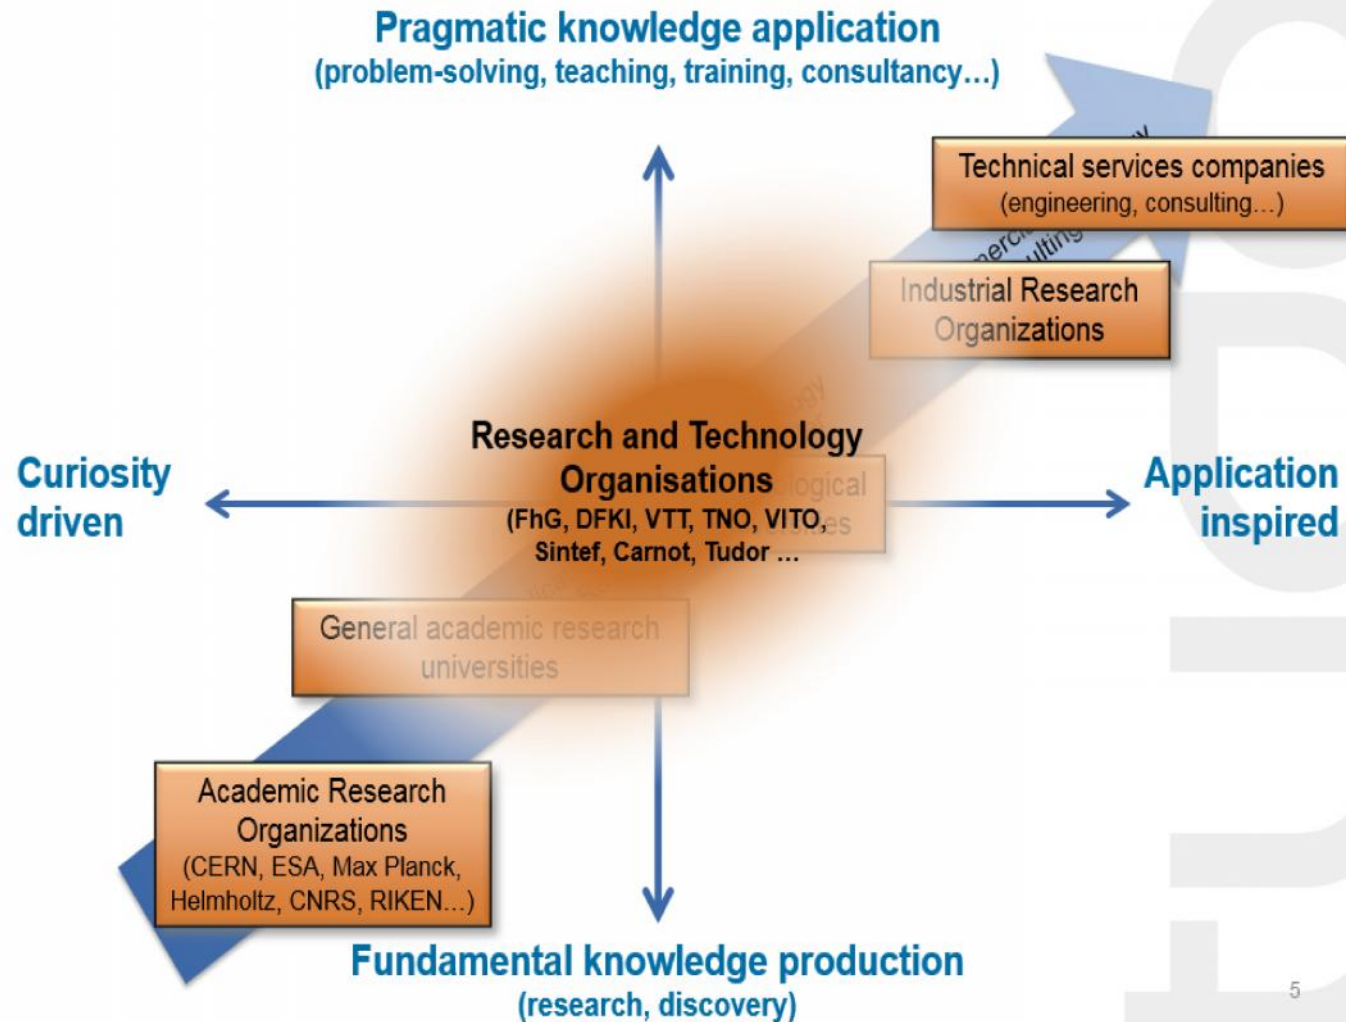 Pragmatic knowledge application
(problem-solving, teaching, training, consultancy…)
Technical services companies
(engineering, consulting…)
Industrial Research
Organizations
Research and Technology
Organisations
(FhG, DFKI, VTT, TNO, VITO,
Sintef, Carnot, Tudor …
Curiosity
driven
Application
inspired
General academic research
universities
Academic Research
Organizations
(CERN, ESA, Max Planck,
Helmholtz, CNRS, RIKEN…)
Fundamental knowledge production
(research, discovery)
5